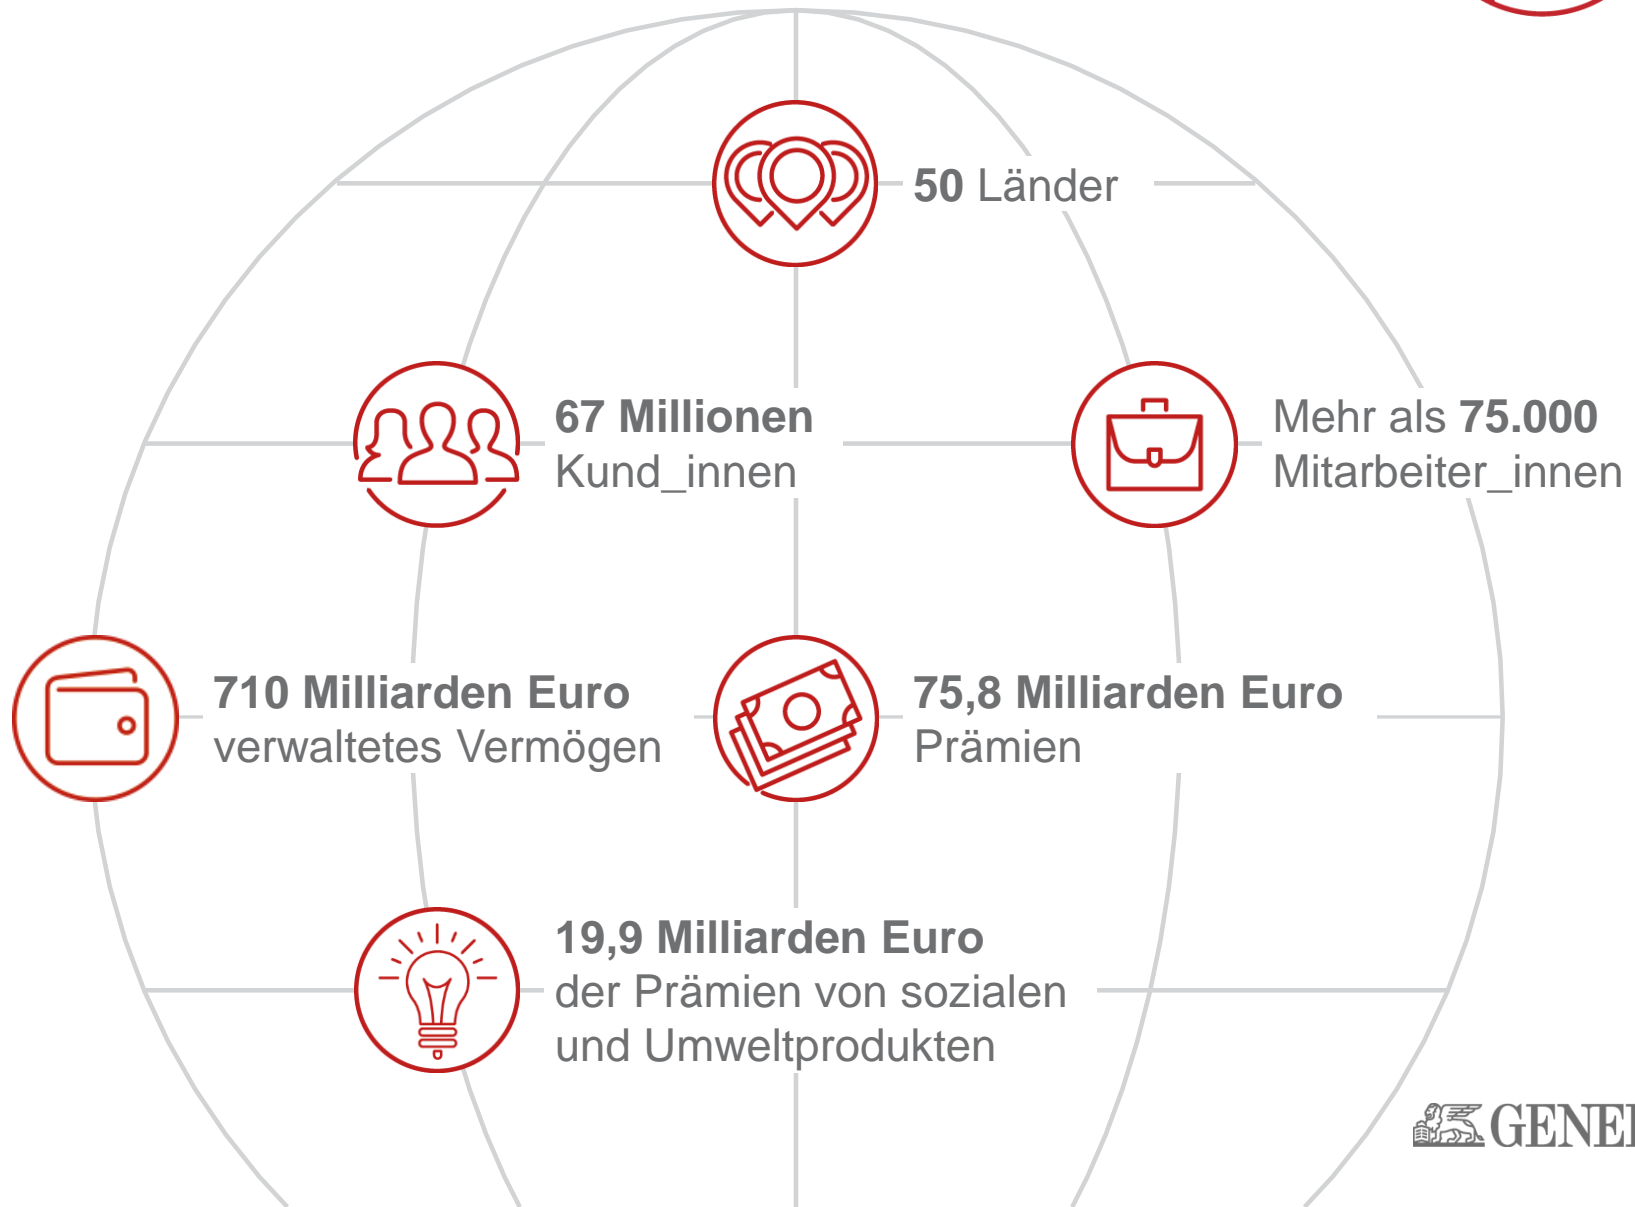 50 Länder
67 Millionen
Kund_innen
Mehr als 75.000
Mitarbeiter_innen
710 Milliarden Euro
verwaltetes Vermögen
75,8 Milliarden Euro
Prämien
19,9 Milliarden Euro
der Prämien von sozialen
und Umweltprodukten